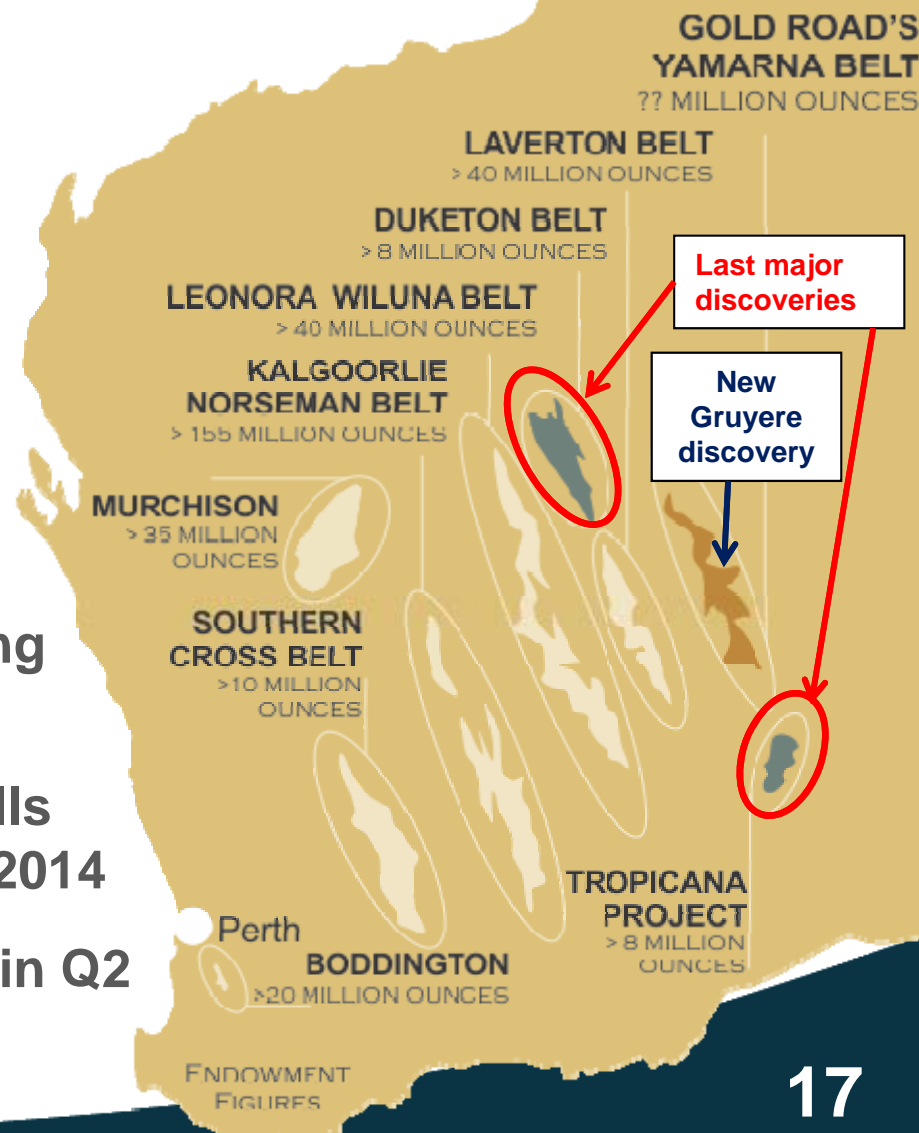 GOLD ROAD'S
YAMARNA BELT
?? MILLION OUNCES
LAVERTON BELT
> 40 MILLION OUNCES
DUKETON BELT
> 8 MILLION OUNCES
Last major
discoveries
LEONORA WILUNA BELT
> 40 MILLION OUNCES
New
Gruyere
discovery
KALGOORLIE
NORSEMAN BELT
> 155 MILLION OUNCES
MURCHISON
> 35 MILLION
OUNCES
SOUTHERN
CROSS BELT
>10 MILLION
OUNCES
ng
lls
2014
in Q2
TROPICANA
PROJECT
> 8 MILLION
OUNCES
Perth
BODDINGTON
>20 MILLION OUNCES
ENDOWMENT
FIGURES
17